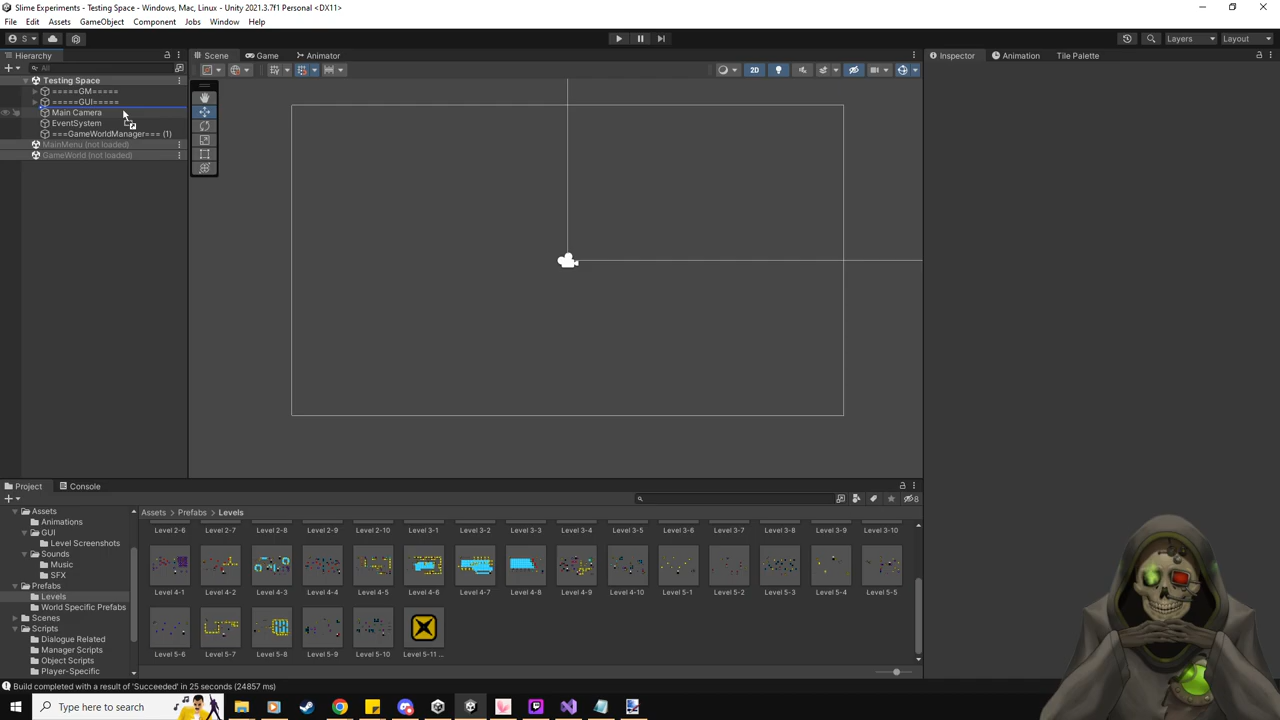 Slime Experiments - Testing Space - Windows, Mac, Linux - Unity 2021.3.7f1 Personal <DX11>
File Edit Assets GameObject Component Jobs Window Help
S Layers Layout
Hierarchy Scene Game Animator Inspector Animation Tile Palette
All
2D
Testing Space
=====GM=====
=====GUI=====
Main Camera
EventSystem
===GameWorldManager=== (1)
MainMenu (not loaded)
GameWorld (not loaded)
Project Console
8
Assets
Animations
GUI
Level Screenshots
Sounds
Music
SFX
Prefabs
Levels
World Specific Prefabs
Scenes
Scripts
Dialogue Related
Manager Scripts
Object Scripts
Player-Specific
Assets Prefabs Levels
Level 2-6 Level 2-7 Level 2-8 Level 2-9 Level 2-10 Level 3-1 Level 3-2 Level 3-3 Level 3-4 Level 3-5 Level 3-6 Level 3-7 Level 3-8 Level 3-9 Level 3-10
Level 4-1 Level 4-2 Level 4-3 Level 4-4 Level 4-5 Level 4-6 Level 4-7 Level 4-8 Level 4-9 Level 4-10 Level 5-1 Level 5-2 Level 5-3 Level 5-4 Level 5-5
Level 5-6 Level 5-7 Level 5-8 Level 5-9 Level 5-10 Level 5-11 ...
Build completed with a result of 'Succeeded' in 25 seconds (24857 ms)
Type here to search